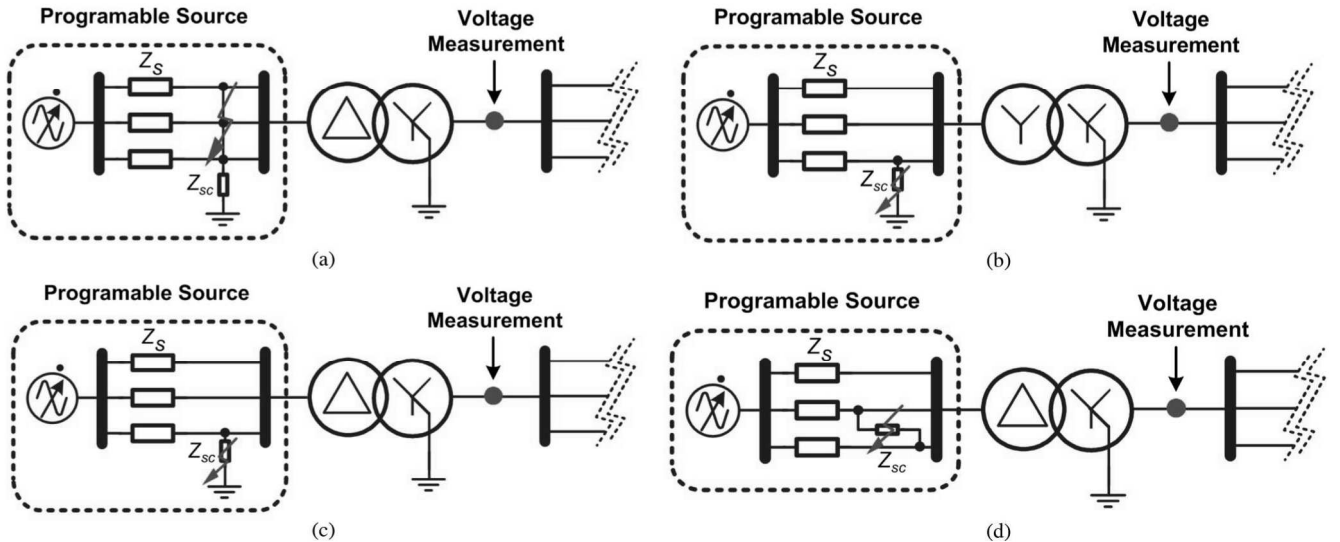 Programable Source
Voltage
Measurement
Z_S
Z_sc
(a)
Programable Source
Voltage
Measurement
Z_S
Z_sc
(b)
Programable Source
Voltage
Measurement
Z_S
Z_sc
(c)
Programable Source
Voltage
Measurement
Z_S
Z_sc
(d)